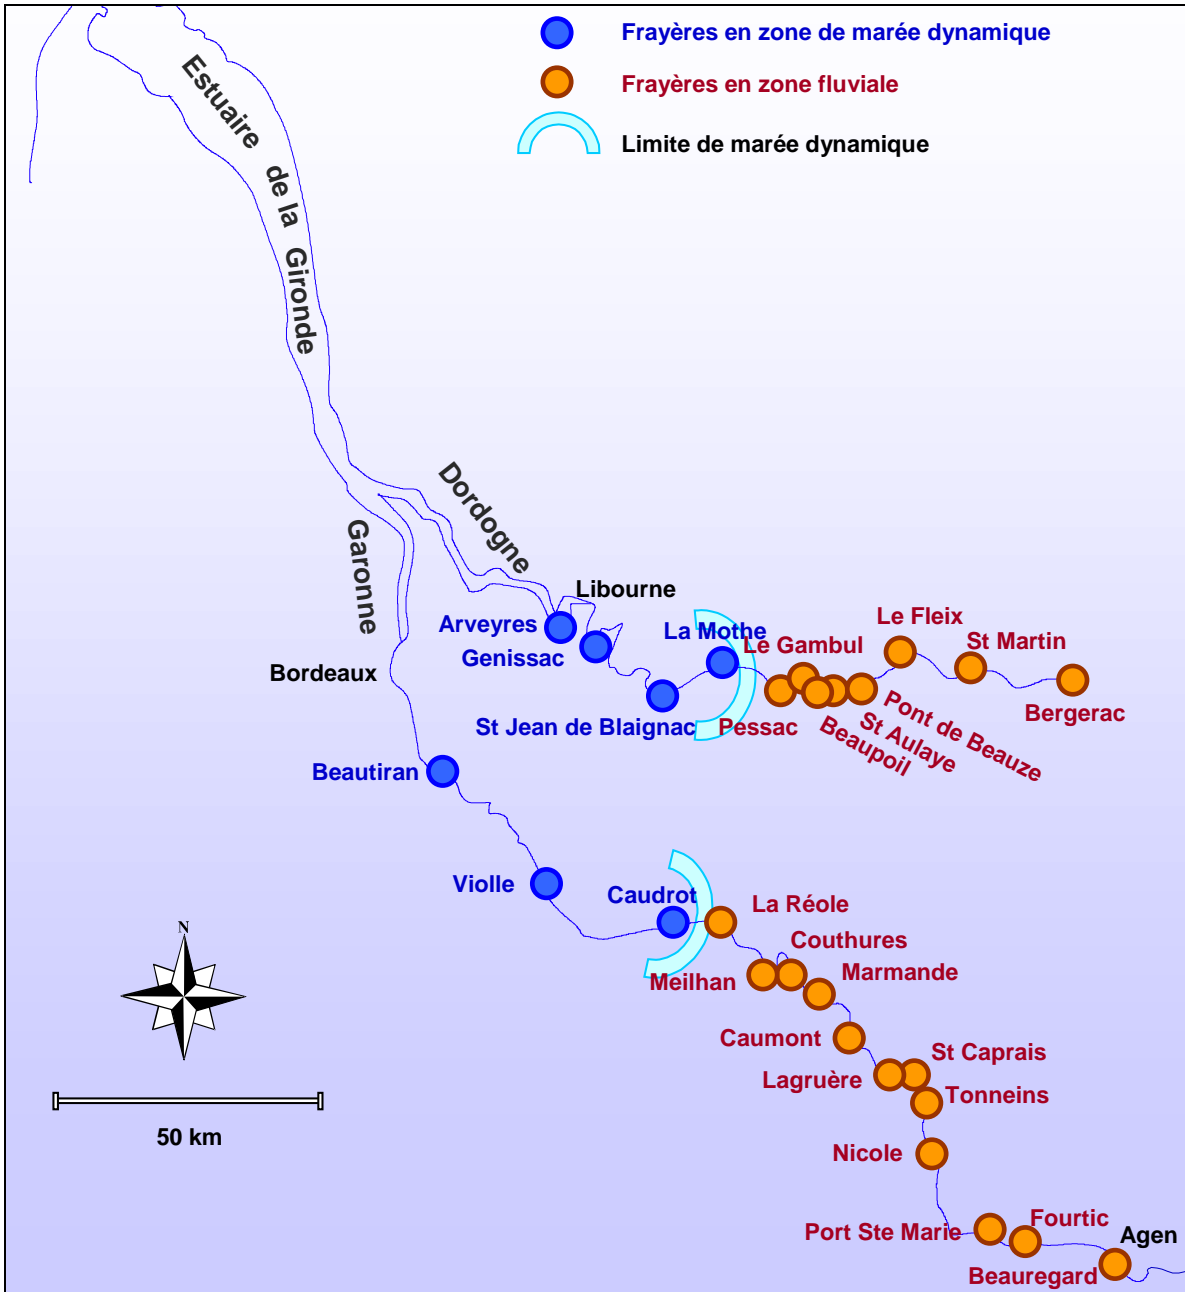 Frayères en zone de marée dynamique
Frayères en zone fluviale
Limite de marée dynamique
Estuaire de la Gironde
Dordogne
Garonne
Libourne
Arveyres
Genissac
La Mothe
Le Gambul
Le Fleix
St Martin
Bordeaux
St Jean de Blaignac
Pessac
Bergerac
Pont de Beauze
St Aulaye
Beaupoil
Beautiran
Violle
Caudrot
La Réole
Couthures
Meilhan
Marmande
N
Caumont
St Caprais
Lagruère
Tonneins
50 km
Nicole
Port Ste Marie
Fourtic
Agen
Beauregard